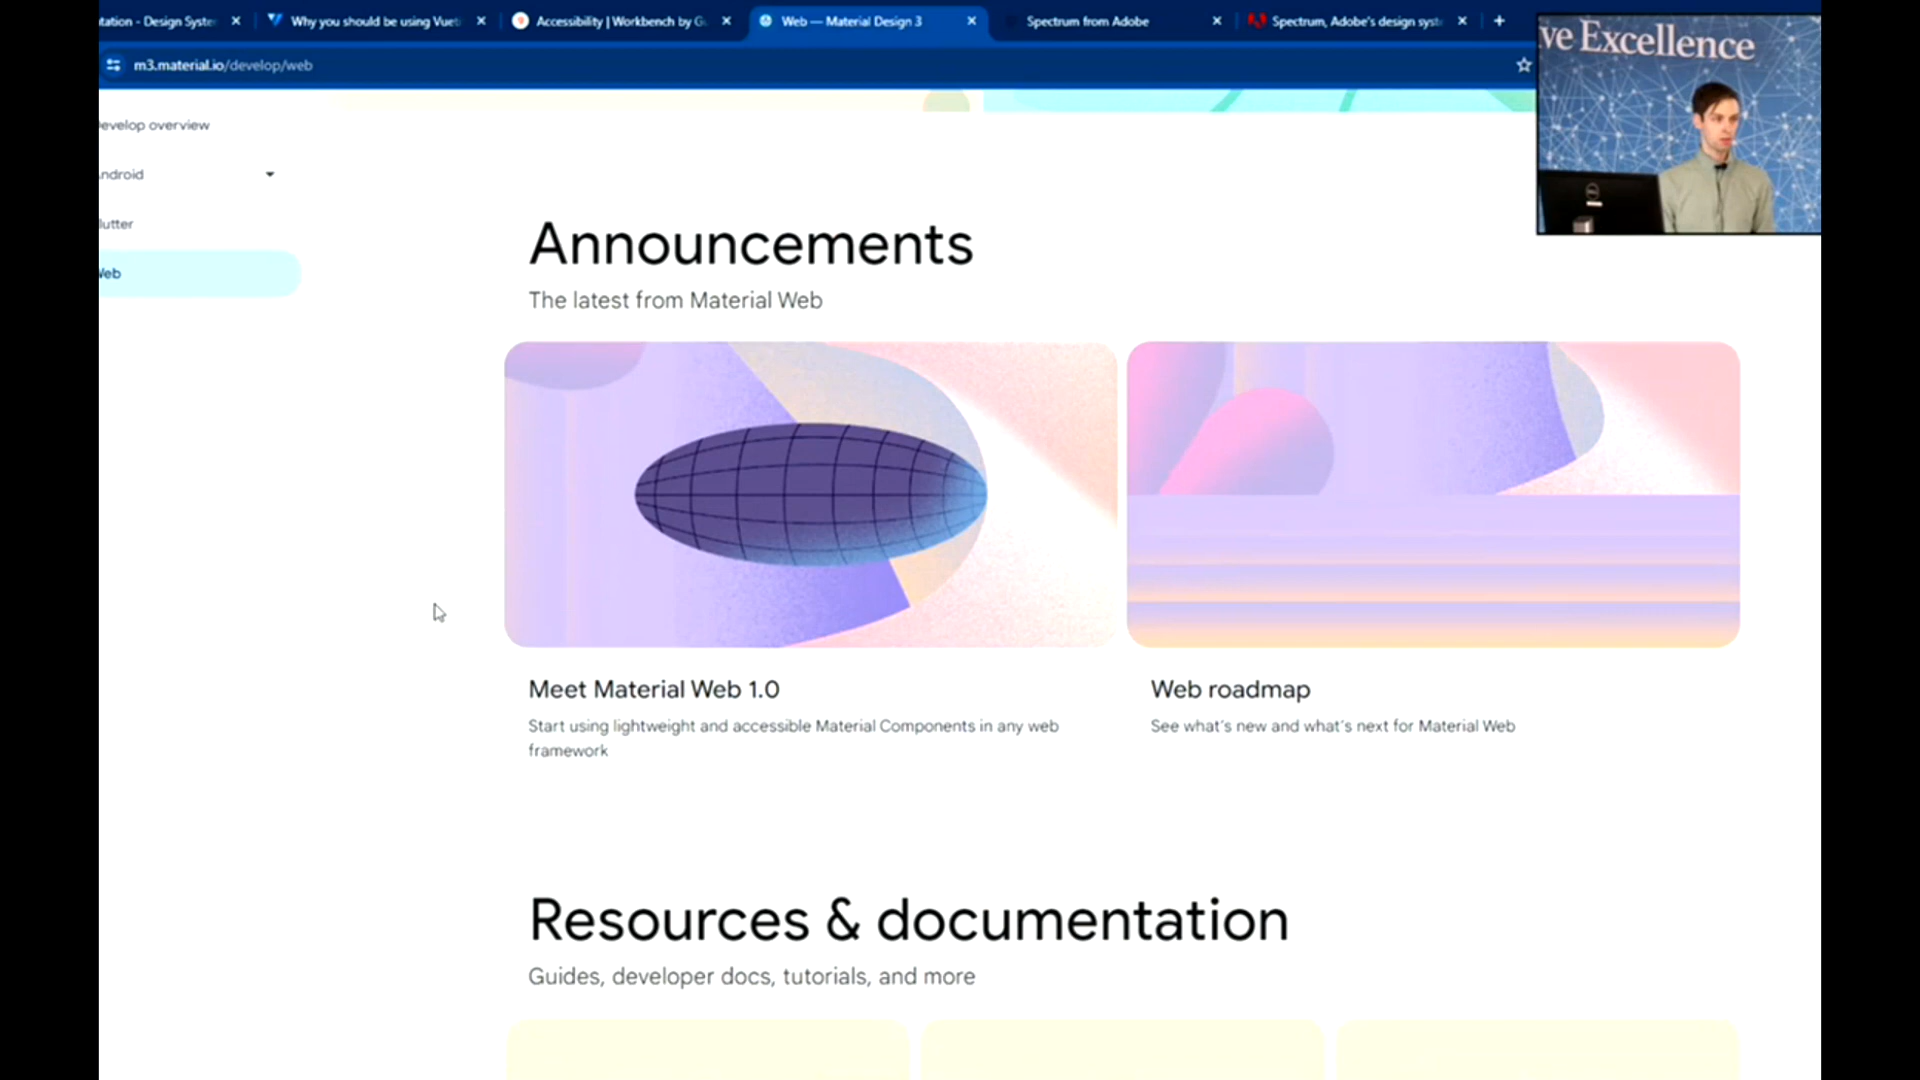 tation - Design Syste
Why you should be using Vuet
Accessibility | Workbench by G
Web — Material Design 3
Spectrum from Adobe
Spectrum, Adobe's design syst
m3.material.io/develop/web
ve Excellence
evelop overview
ndroid
lutter
Web
Announcements
The latest from Material Web
Meet Material Web 1.0
Start using lightweight and accessible Material Components in any web
framework
Web roadmap
See what's new and what's next for Material Web
Resources & documentation
Guides, developer docs, tutorials, and more